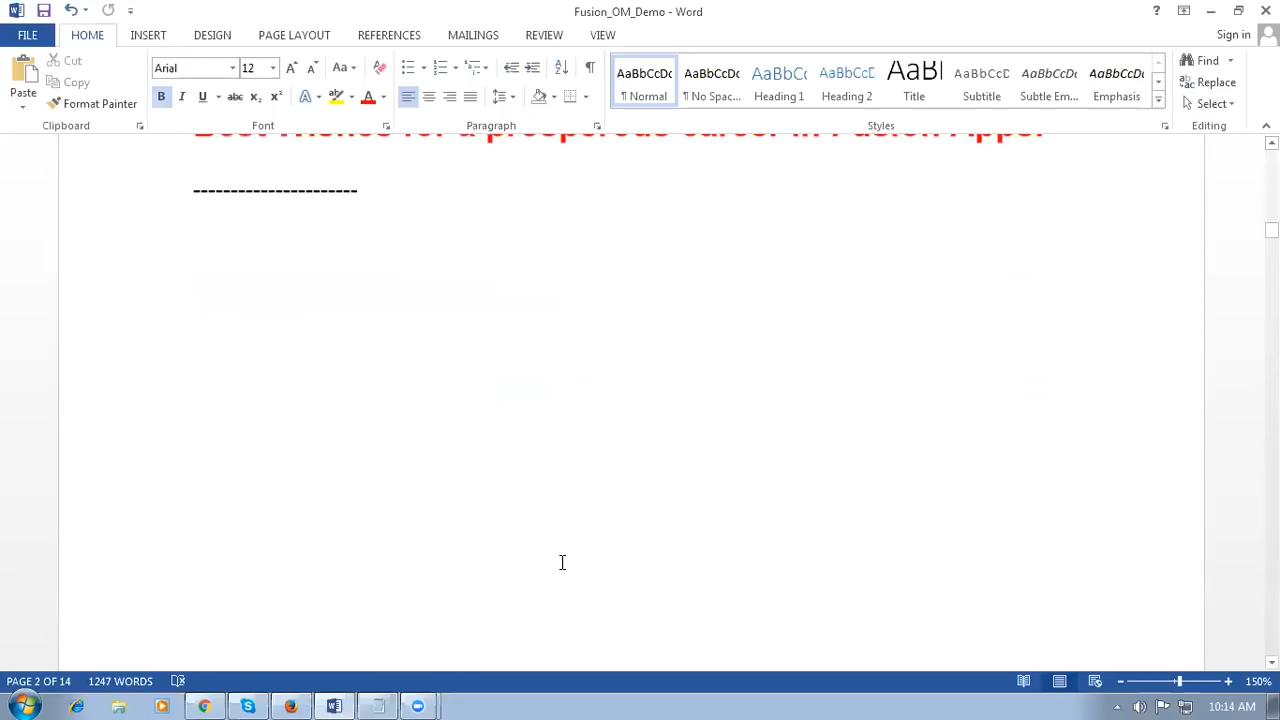 Fusion_OM_Demo - Word
FILE HOME INSERT DESIGN PAGE LAYOUT REFERENCES MAILINGS REVIEW VIEW Sign in
Paste
Cut
Copy
Format Painter
Clipboard
Arial 12
Font
Paragraph
AaBbCcDc AaBbCcDc AaBbCc AaBbCcD AaBl AaBbCcD AaBbCcDc AaBbCcDc
¶ Normal ¶ No Spac... Heading 1 Heading 2 Title Subtitle Subtle Em... Emphasis
Styles
Find
Replace
Select
Editing
Best Wishes for a prosperous career in Fusion Apps!
----------------------
PAGE 2 OF 14 1247 WORDS 150%
10:14 AM